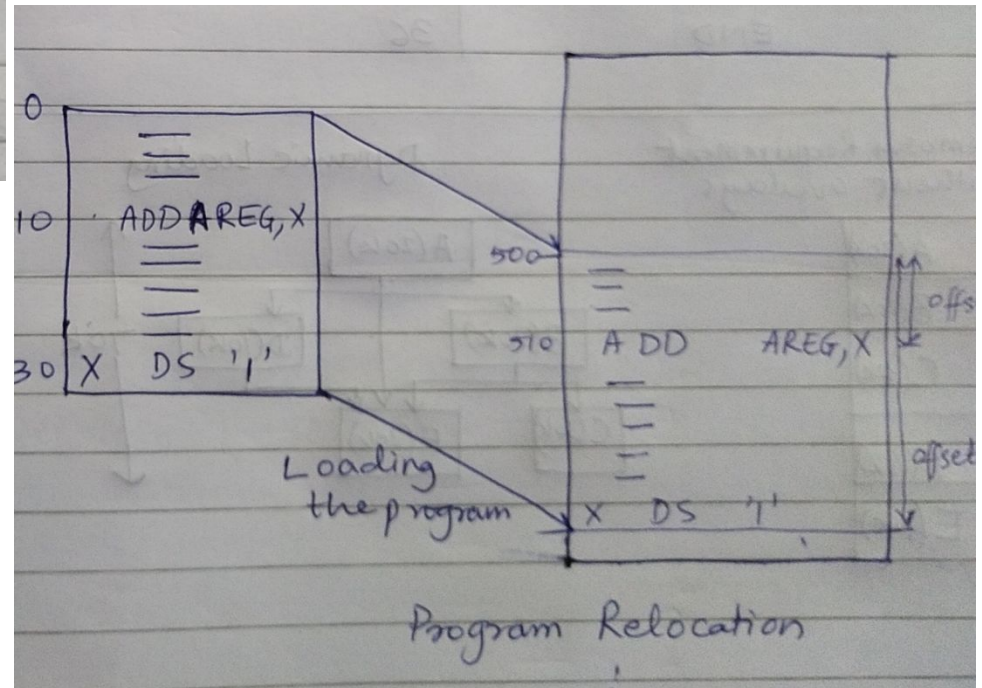 0
10 ADD AREG,X
30 X DS '1'
Loading
the program
500
510 ADD AREG,X
offs
offset
X DS '1'
Program Relocation